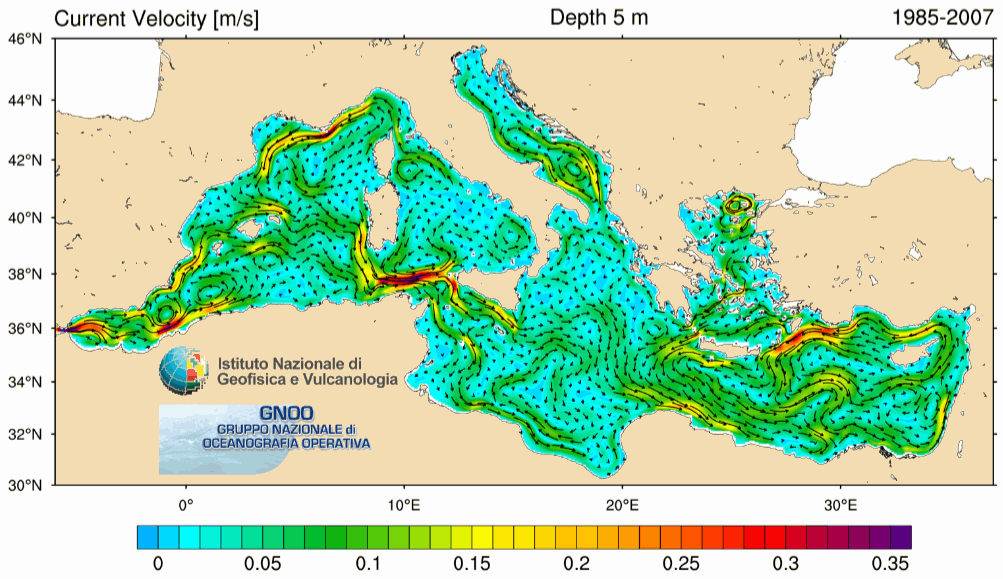 Current Velocity [m/s] Depth 5 m 1985-2007
46°N
44°N
42°N
40°N
38°N
36°N
34°N
32°N
30°N
Istituto Nazionale di
Geofisica e Vulcanologia
GNOO
GRUPPO NAZIONALE di
OCEANOGRAFIA OPERATIVA
0° 10°E 20°E 30°E
0 0.05 0.1 0.15 0.2 0.25 0.3 0.35